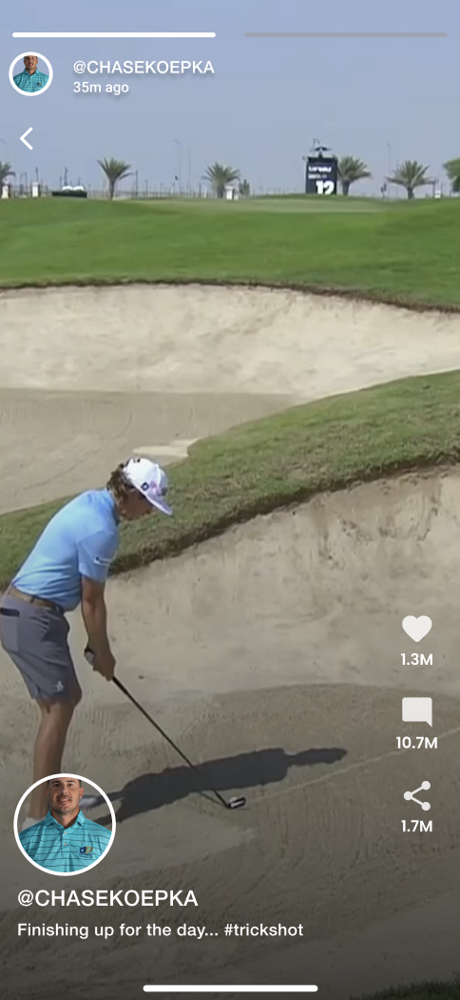 @CHASEKOEPKA
35m ago
12
1.3M
10.7M
1.7M
@CHASEKOEPKA
Finishing up for the day... #trickshot